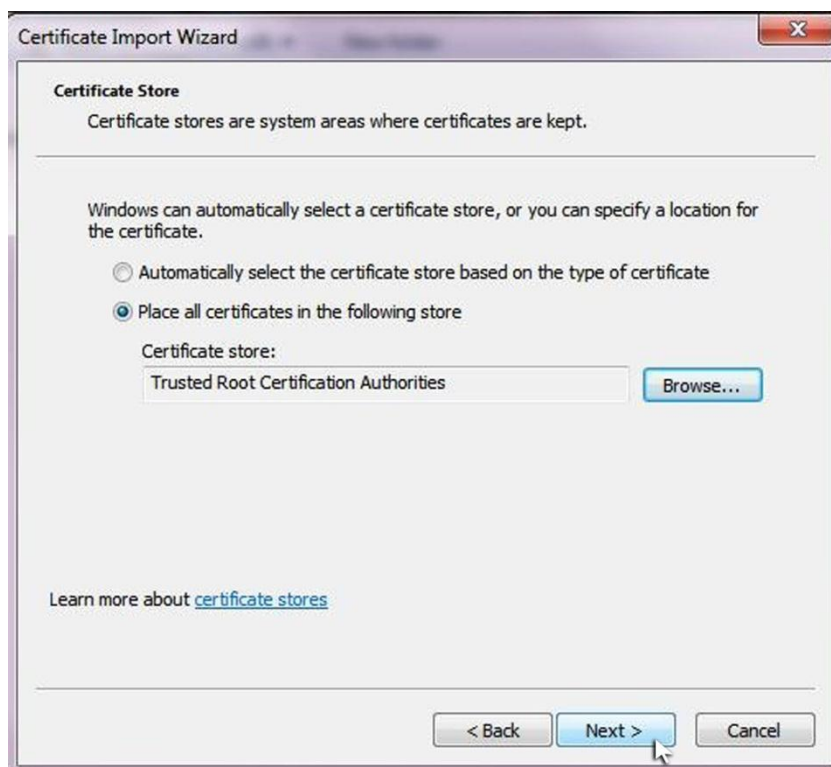 Certificate Import Wizard
Certificate Store
Certificate stores are system areas where certificates are kept.
Windows can automatically select a certificate store, or you can specify a location for
the certificate.
Automatically select the certificate store based on the type of certificate
Place all certificates in the following store
Certificate store:
Trusted Root Certification Authorities
Browse...
Learn more about certificate stores
< Back
Next >
Cancel